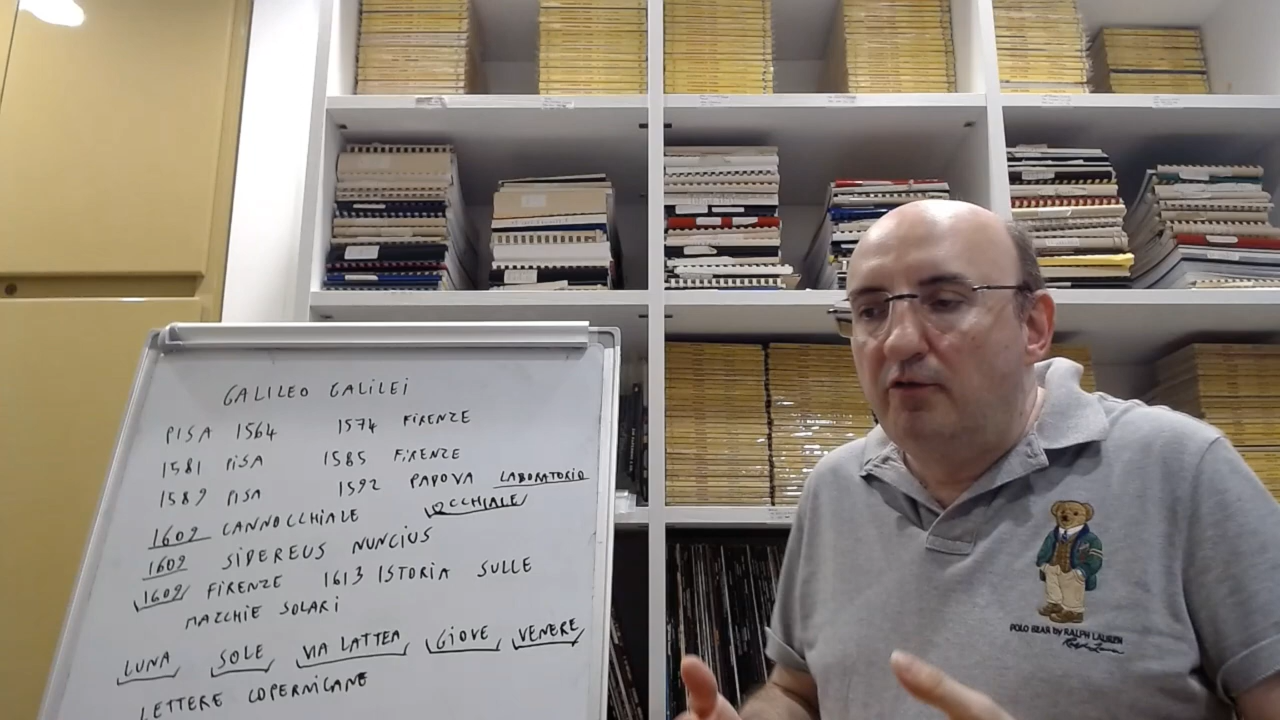 GALILEO GALILEI
PISA 1564 1574 FIRENZE
1581 PISA 1585 FIRENZE
1589 PISA 1592 PADOVA LABORATORIO
OCCHIALE
1609 CANNOCCHIALE
1609 SIDEREUS NUNCIUS
1609 FIRENZE 1613 ISTORIA SULLE
MACCHIE SOLARI
LUNA SOLE VIA LATTEA GIOVE VENERE
LETTERE COPERNICANE
POLO BEAR by RALPH LAUREN
Ralph Lauren